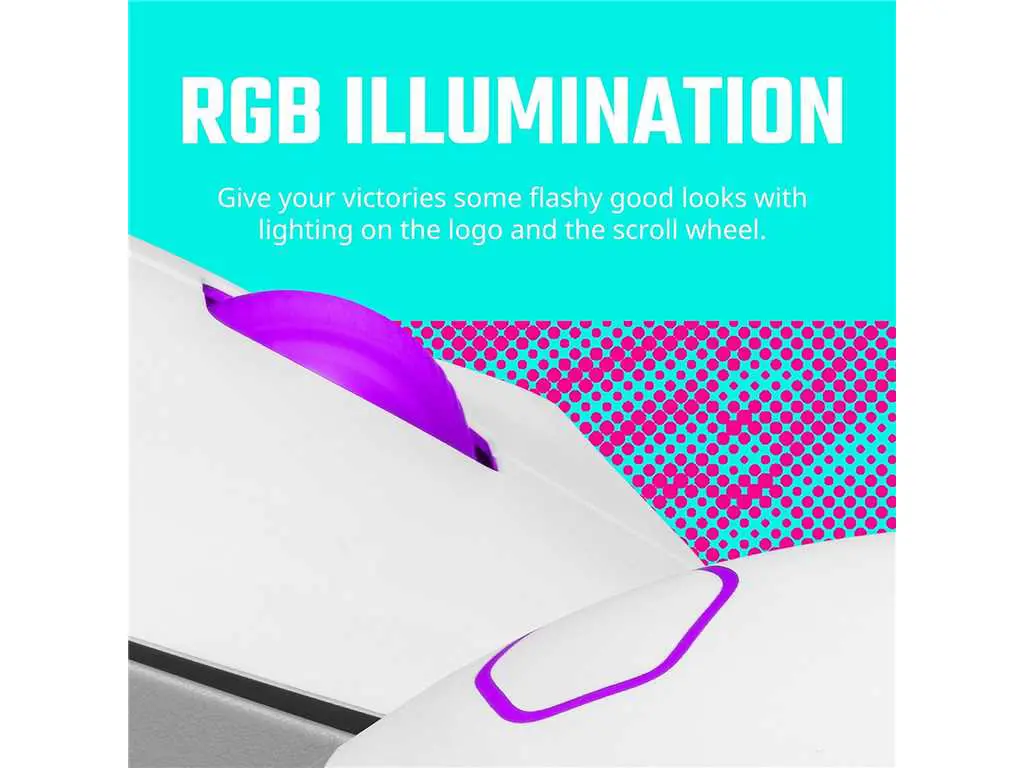 RGB ILLUMINATION
Give your victories some flashy good looks with
lighting on the logo and the scroll wheel.